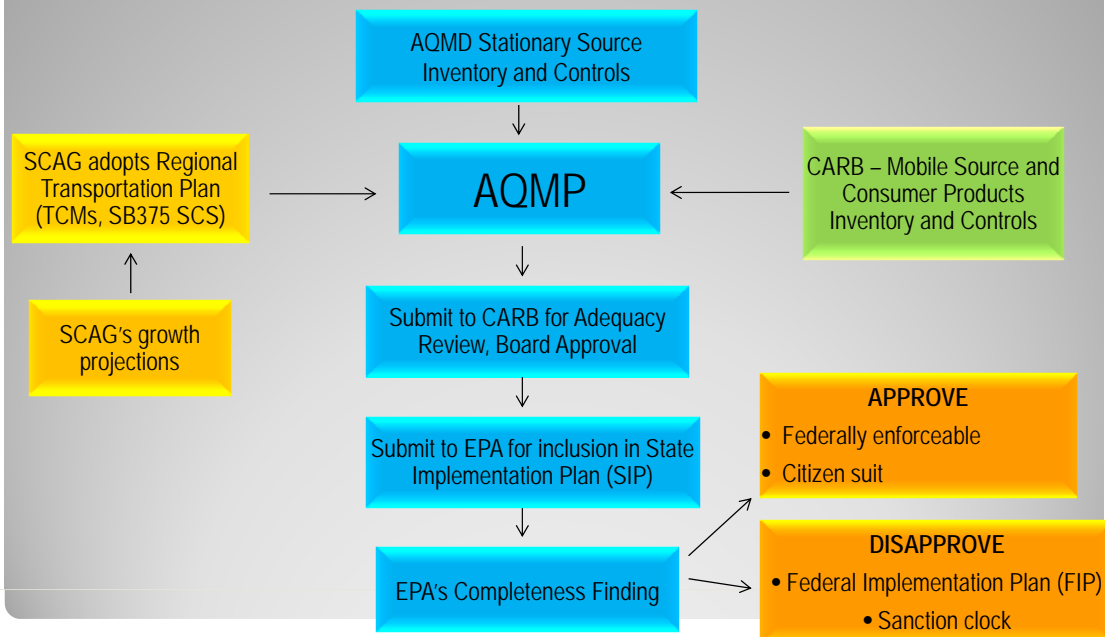 AQMD Stationary Source
Inventory and Controls
SCAG adopts Regional
Transportation Plan
(TCMs, SB375 SCS)
AQMP
CARB – Mobile Source and
Consumer Products
Inventory and Controls
SCAG's growth
projections
Submit to CARB for Adequacy
Review, Board Approval
Submit to EPA for inclusion in State
Implementation Plan (SIP)
EPA's Completeness Finding
APPROVE
• Federally enforceable
• Citizen suit
DISAPPROVE
• Federal Implementation Plan (FIP)
• Sanction clock